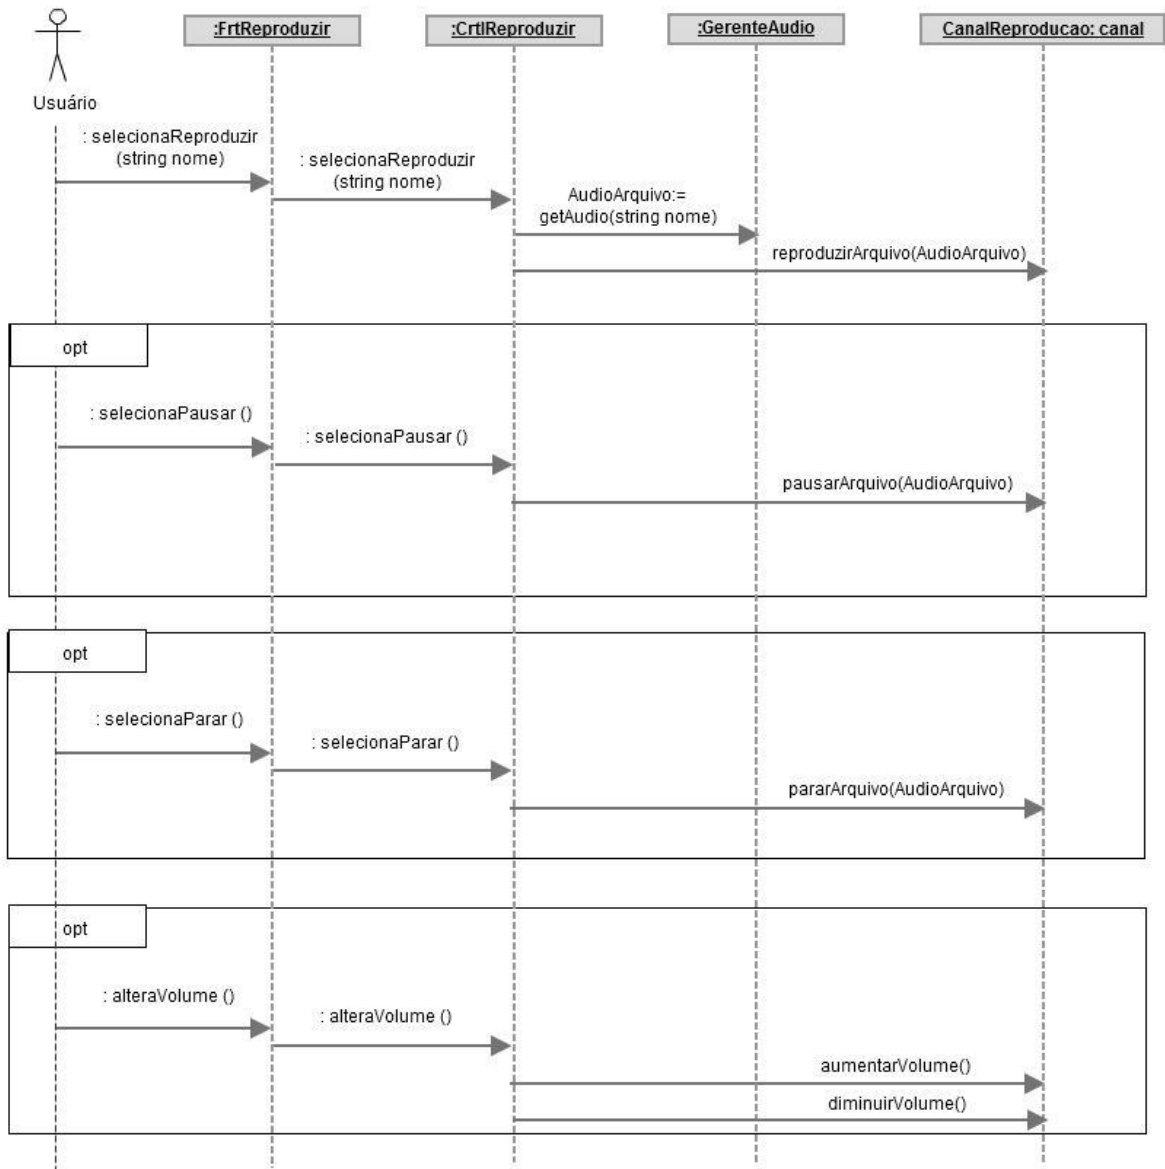 :FrtReproduzir
:CrtlReproduzir
:GerenteAudio
CanalReproducao: canal
Usuário
: selecionaReproduzir
(string nome)
: selecionaReproduzir
(string nome)
AudioArquivo:=
getAudio(string nome)
reproduzirArquivo(AudioArquivo)
opt
: selecionaPausar ()
: selecionaPausar ()
pausarArquivo(AudioArquivo)
opt
: selecionaParar ()
: selecionaParar ()
pararArquivo(AudioArquivo)
opt
: alteraVolume ()
: alteraVolume ()
aumentarVolume()
diminuirVolume()